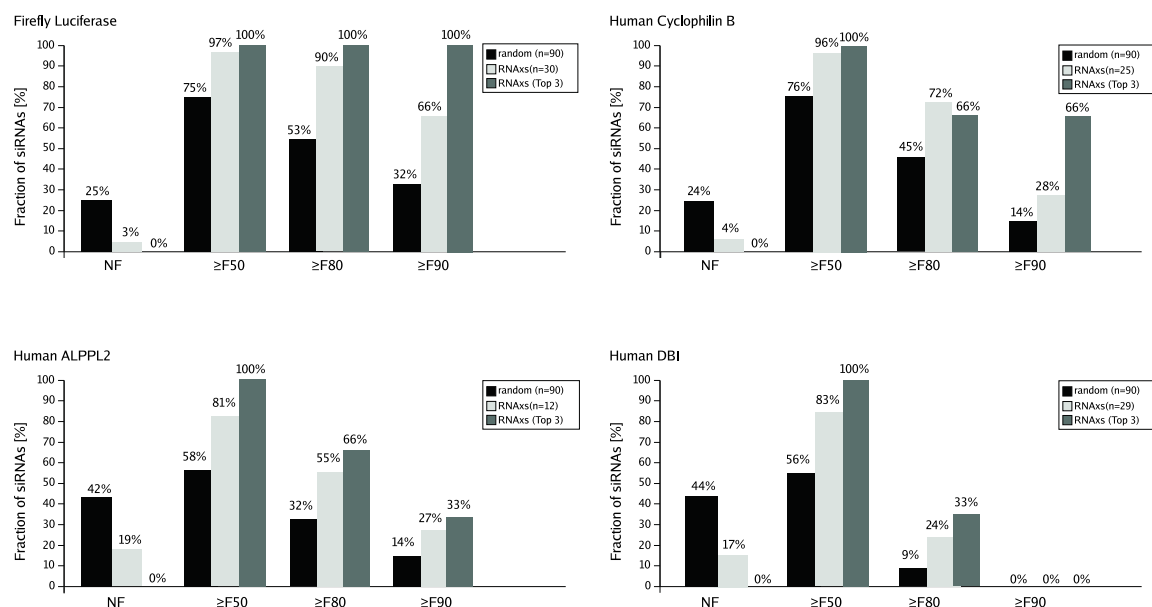 Firefly Luciferase
Fraction of siRNAs [%]
100
90
80
70
60
50
40
30
20
10
0
25%
3%
0%
75%
97%
100%
53%
90%
100%
32%
66%
100%
NF
≥F50
≥F80
≥F90
random (n=90)
RNAxs(n=30)
RNAxs (Top 3)
Human Cyclophilin B
Fraction of siRNAs [%]
100
90
80
70
60
50
40
30
20
10
0
24%
4%
0%
76%
96%
100%
45%
72%
66%
14%
28%
66%
NF
≥F50
≥F80
≥F90
random (n=90)
RNAxs(n=25)
RNAxs (Top 3)
Human ALPPL2
Fraction of siRNAs [%]
100
90
80
70
60
50
40
30
20
10
0
42%
19%
0%
58%
81%
100%
32%
55%
66%
14%
27%
33%
NF
≥F50
≥F80
≥F90
random (n=90)
RNAxs(n=12)
RNAxs (Top 3)
Human DBI
Fraction of siRNAs [%]
100
90
80
70
60
50
40
30
20
10
0
44%
17%
0%
56%
83%
100%
9%
24%
33%
0%
0%
0%
NF
≥F50
≥F80
≥F90
random (n=90)
RNAxs(n=29)
RNAxs (Top 3)